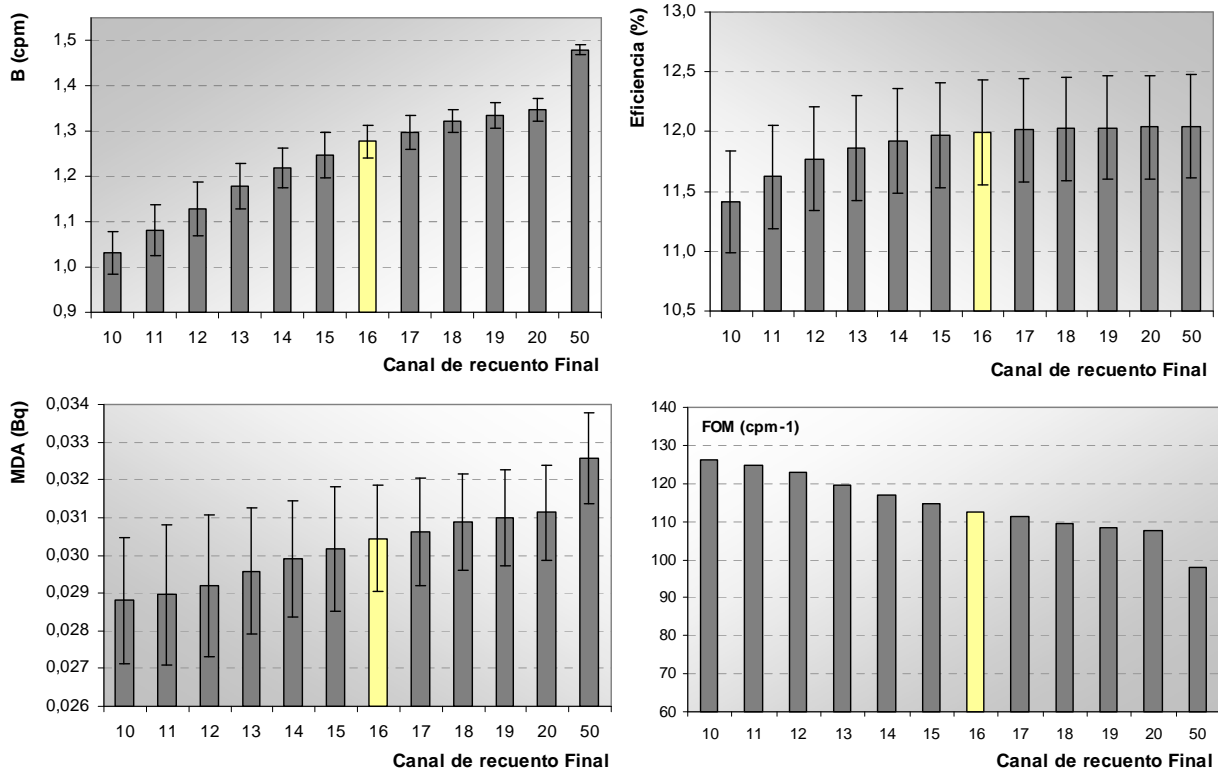 B (cpm)
1,5
1,4
1,3
1,2
1,1
1,0
0,9
10 11 12 13 14 15 16 17 18 19 20 50
Canal de recuento Final
Eficiencia (%)
13,0
12,5
12,0
11,5
11,0
10,5
10 11 12 13 14 15 16 17 18 19 20 50
Canal de recuento Final
MDA (Bq)
0,034
0,033
0,032
0,031
0,030
0,029
0,028
0,027
0,026
10 11 12 13 14 15 16 17 18 19 20 50
Canal de recuento Final
FOM (cpm-1)
140
130
120
110
100
90
80
70
60
10 11 12 13 14 15 16 17 18 19 20 50
Canal de recuento Final